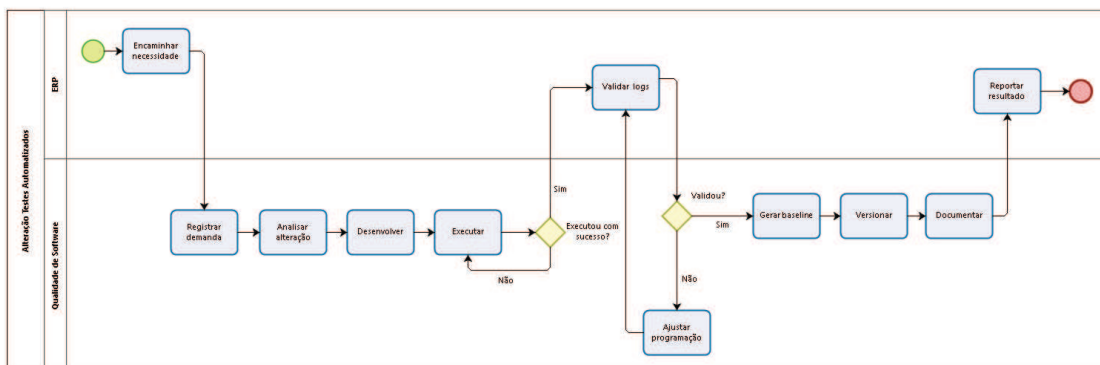 Alteração Testes Automatizados
ERP
Encaminhar
necessidade
Validar logs
Reportar
resultado
Qualidade de Software
Registrar
demanda
Analisar
alteração
Desenvolver
Executar
Sim
Executou com
sucesso?
Não
Validou?
Sim
Não
Gerar baseline
Versionar
Documentar
Ajustar
programação